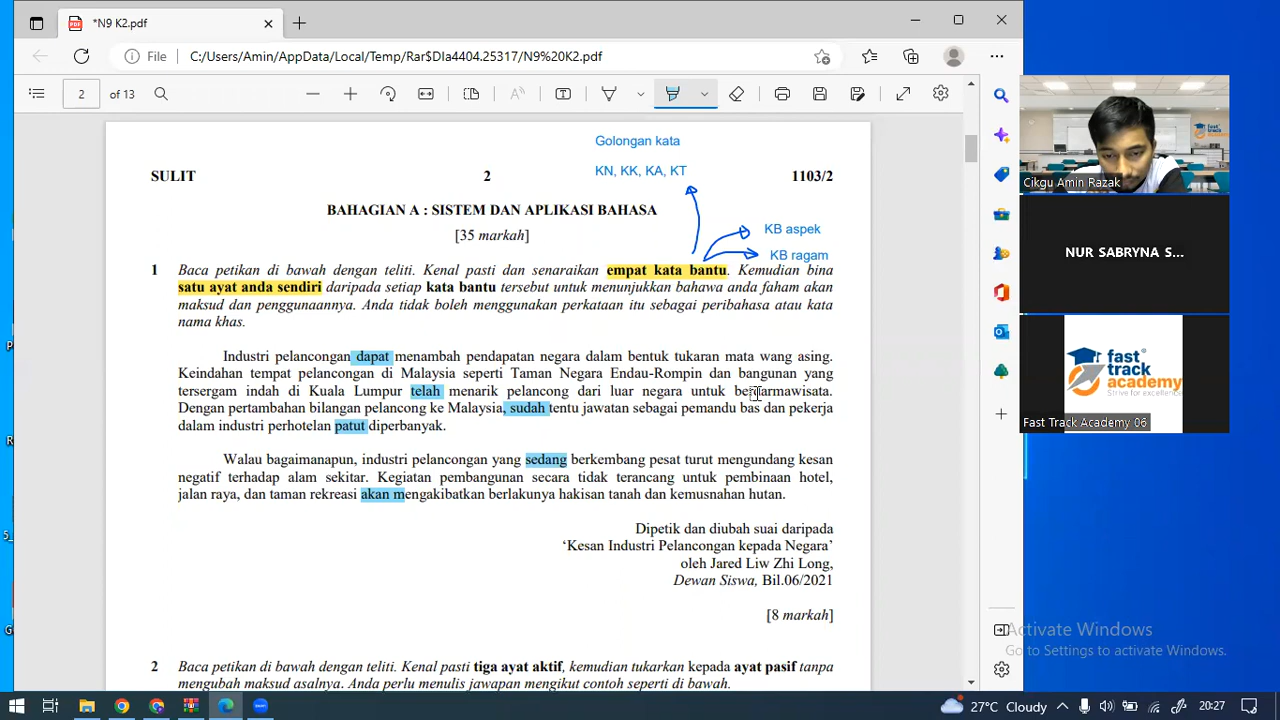 *N9 K2.pdf
File
C:/Users/Amin/AppData/Local/Temp/Rar$DIa4404.25317/N9%20K2.pdf
2 of 13
Golongan kata
KN, KK, KA, KT
SULIT 2 1103/2
BAHAGIAN A : SISTEM DAN APLIKASI BAHASA
KB aspek
[35 markah]
KB ragam
1 Baca petikan di bawah dengan teliti. Kenal pasti dan senaraikan empat kata bantu. Kemudian bina
satu ayat anda sendiri daripada setiap kata bantu tersebut untuk menunjukkan bahawa anda faham akan
maksud dan penggunaannya. Anda tidak boleh menggunakan perkataan itu sebagai peribahasa atau kata
nama khas.
Industri pelancongan dapat menambah pendapatan negara dalam bentuk tukaran mata wang asing.
Keindahan tempat pelancongan di Malaysia seperti Taman Negara Endau-Rompin dan bangunan yang
tersergam indah di Kuala Lumpur telah menarik pelancong dari luar negara untuk berdarmawisata.
Dengan pertambahan bilangan pelancong ke Malaysia, sudah tentu jawatan sebagai pemandu bas dan pekerja
dalam industri perhotelan patut diperbanyak.
Walau bagaimanapun, industri pelancongan yang sedang berkembang pesat turut mengundang kesan
negatif terhadap alam sekitar. Kegiatan pembangunan secara tidak terancang untuk pembinaan hotel,
jalan raya, dan taman rekreasi akan mengakibatkan berlakunya hakisan tanah dan kemusnahan hutan.
Dipetik dan diubah suai daripada
‘Kesan Industri Pelancongan kepada Negara’
oleh Jared Liw Zhi Long,
Dewan Siswa, Bil.06/2021
[8 markah]
2 Baca petikan di bawah dengan teliti. Kenal pasti tiga ayat aktif, kemudian tukarkan kepada ayat pasif tanpa
mengubah maksud asalnya. Anda perlu menulis jawapan mengikut contoh seperti di bawah.
Cikgu Amin Razak
NUR SABRYNA S...
fast
track
academy
Strive for excellence
Fast Track Academy 06
Activate Windows
Go to Settings to activate Windows.
27°C Cloudy
20:27